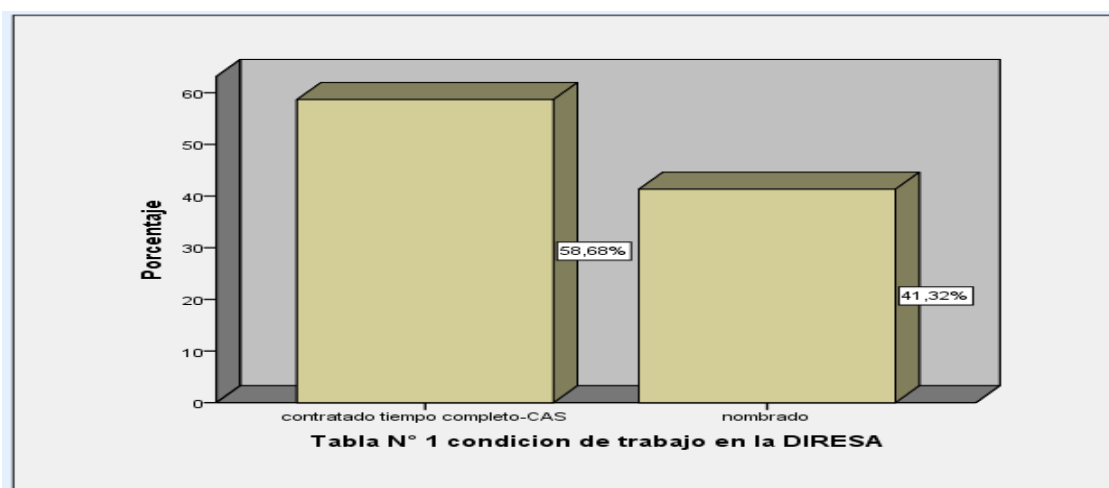 Porcentaje
60
50
40
30
20
10
0
58,68%
41,32%
contratado tiempo completo-CAS
nombrado
Tabla N° 1 condicion de trabajo en la DIRESA